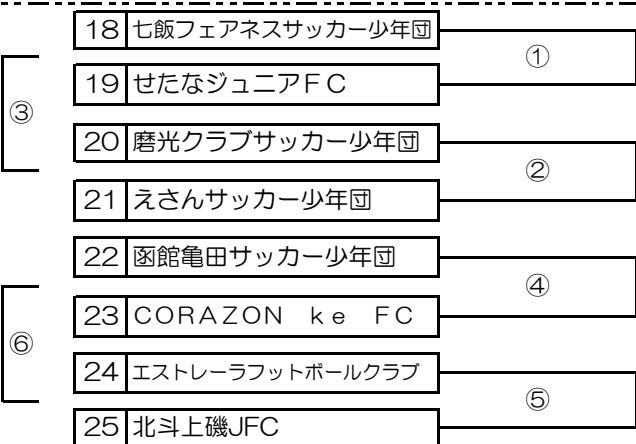 18 七飯フェアネスサッカー少年団
①
19 せたなジュニアＦＣ
③
20 磨光クラブサッカー少年団
②
21 えさんサッカー少年団
22 函館亀田サッカー少年団
④
23 ＣＯＲＡＺＯＮ　ｋｅ　ＦＣ
⑥
24 エストレーラフットボールクラブ
⑤
25 北斗上磯JFC